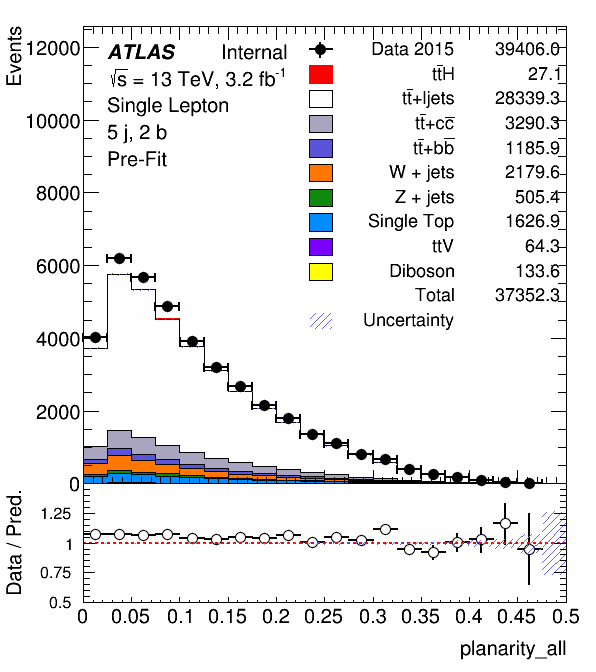 Events
12000
10000
8000
6000
4000
2000
0
ATLAS Internal
√s = 13 TeV, 3.2 fb⁻¹
Single Lepton
5 j, 2 b
Pre-Fit
Data 2015 39406.0
tt̄H 27.1
tt̄+ljets 28339.3
tt̄+cc̄ 3290.3
tt̄+bb̄ 1185.9
W + jets 2179.6
Z + jets 505.4
Single Top 1626.9
ttV 64.3
Diboson 133.6
Total 37352.3
Uncertainty
Data / Pred.
1.25
1
0.75
0.5
0 0.05 0.1 0.15 0.2 0.25 0.3 0.35 0.4 0.45 0.5
planarity_all